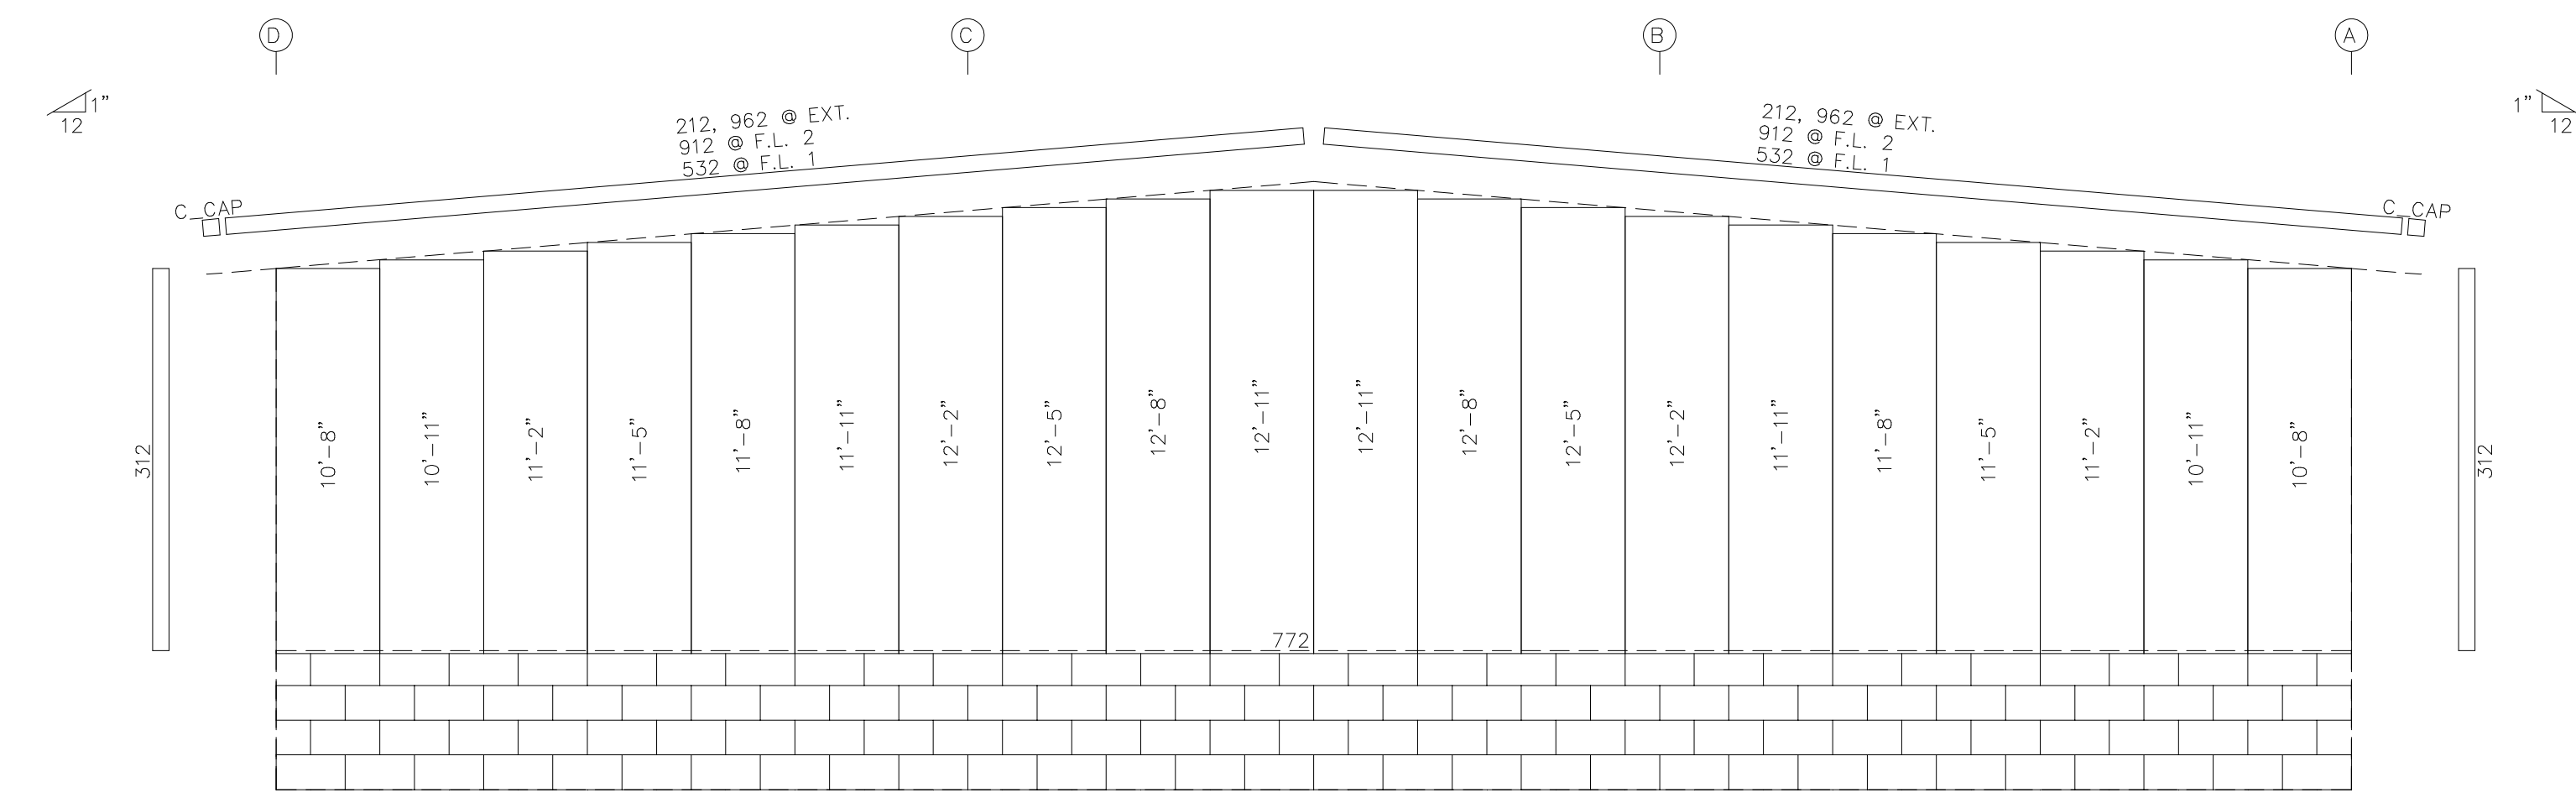 D
C
B
A
1"
12
1"
12
212, 962 @ EXT.
912 @ F.L. 2
532 @ F.L. 1
212, 962 @ EXT.
912 @ F.L. 2
532 @ F.L. 1
C_CAP
C_CAP
312
10'-8"
10'-11"
11'-2"
11'-5"
11'-8"
11'-11"
12'-2"
12'-5"
12'-8"
12'-11"
12'-11"
12'-8"
12'-5"
12'-2"
11'-11"
11'-8"
11'-5"
11'-2"
10'-11"
10'-8"
312
772